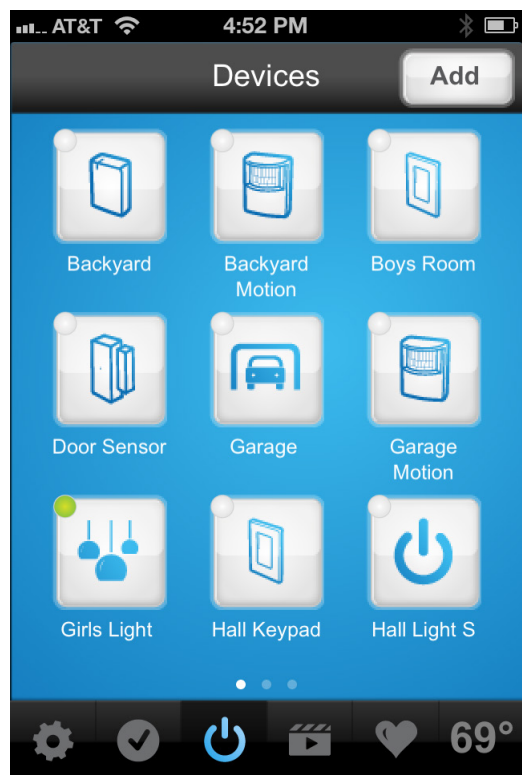 AT&T 4:52 PM
Devices Add
Backyard Backyard Motion Boys Room
Door Sensor Garage Garage Motion
Girls Light Hall Keypad Hall Light S
69°